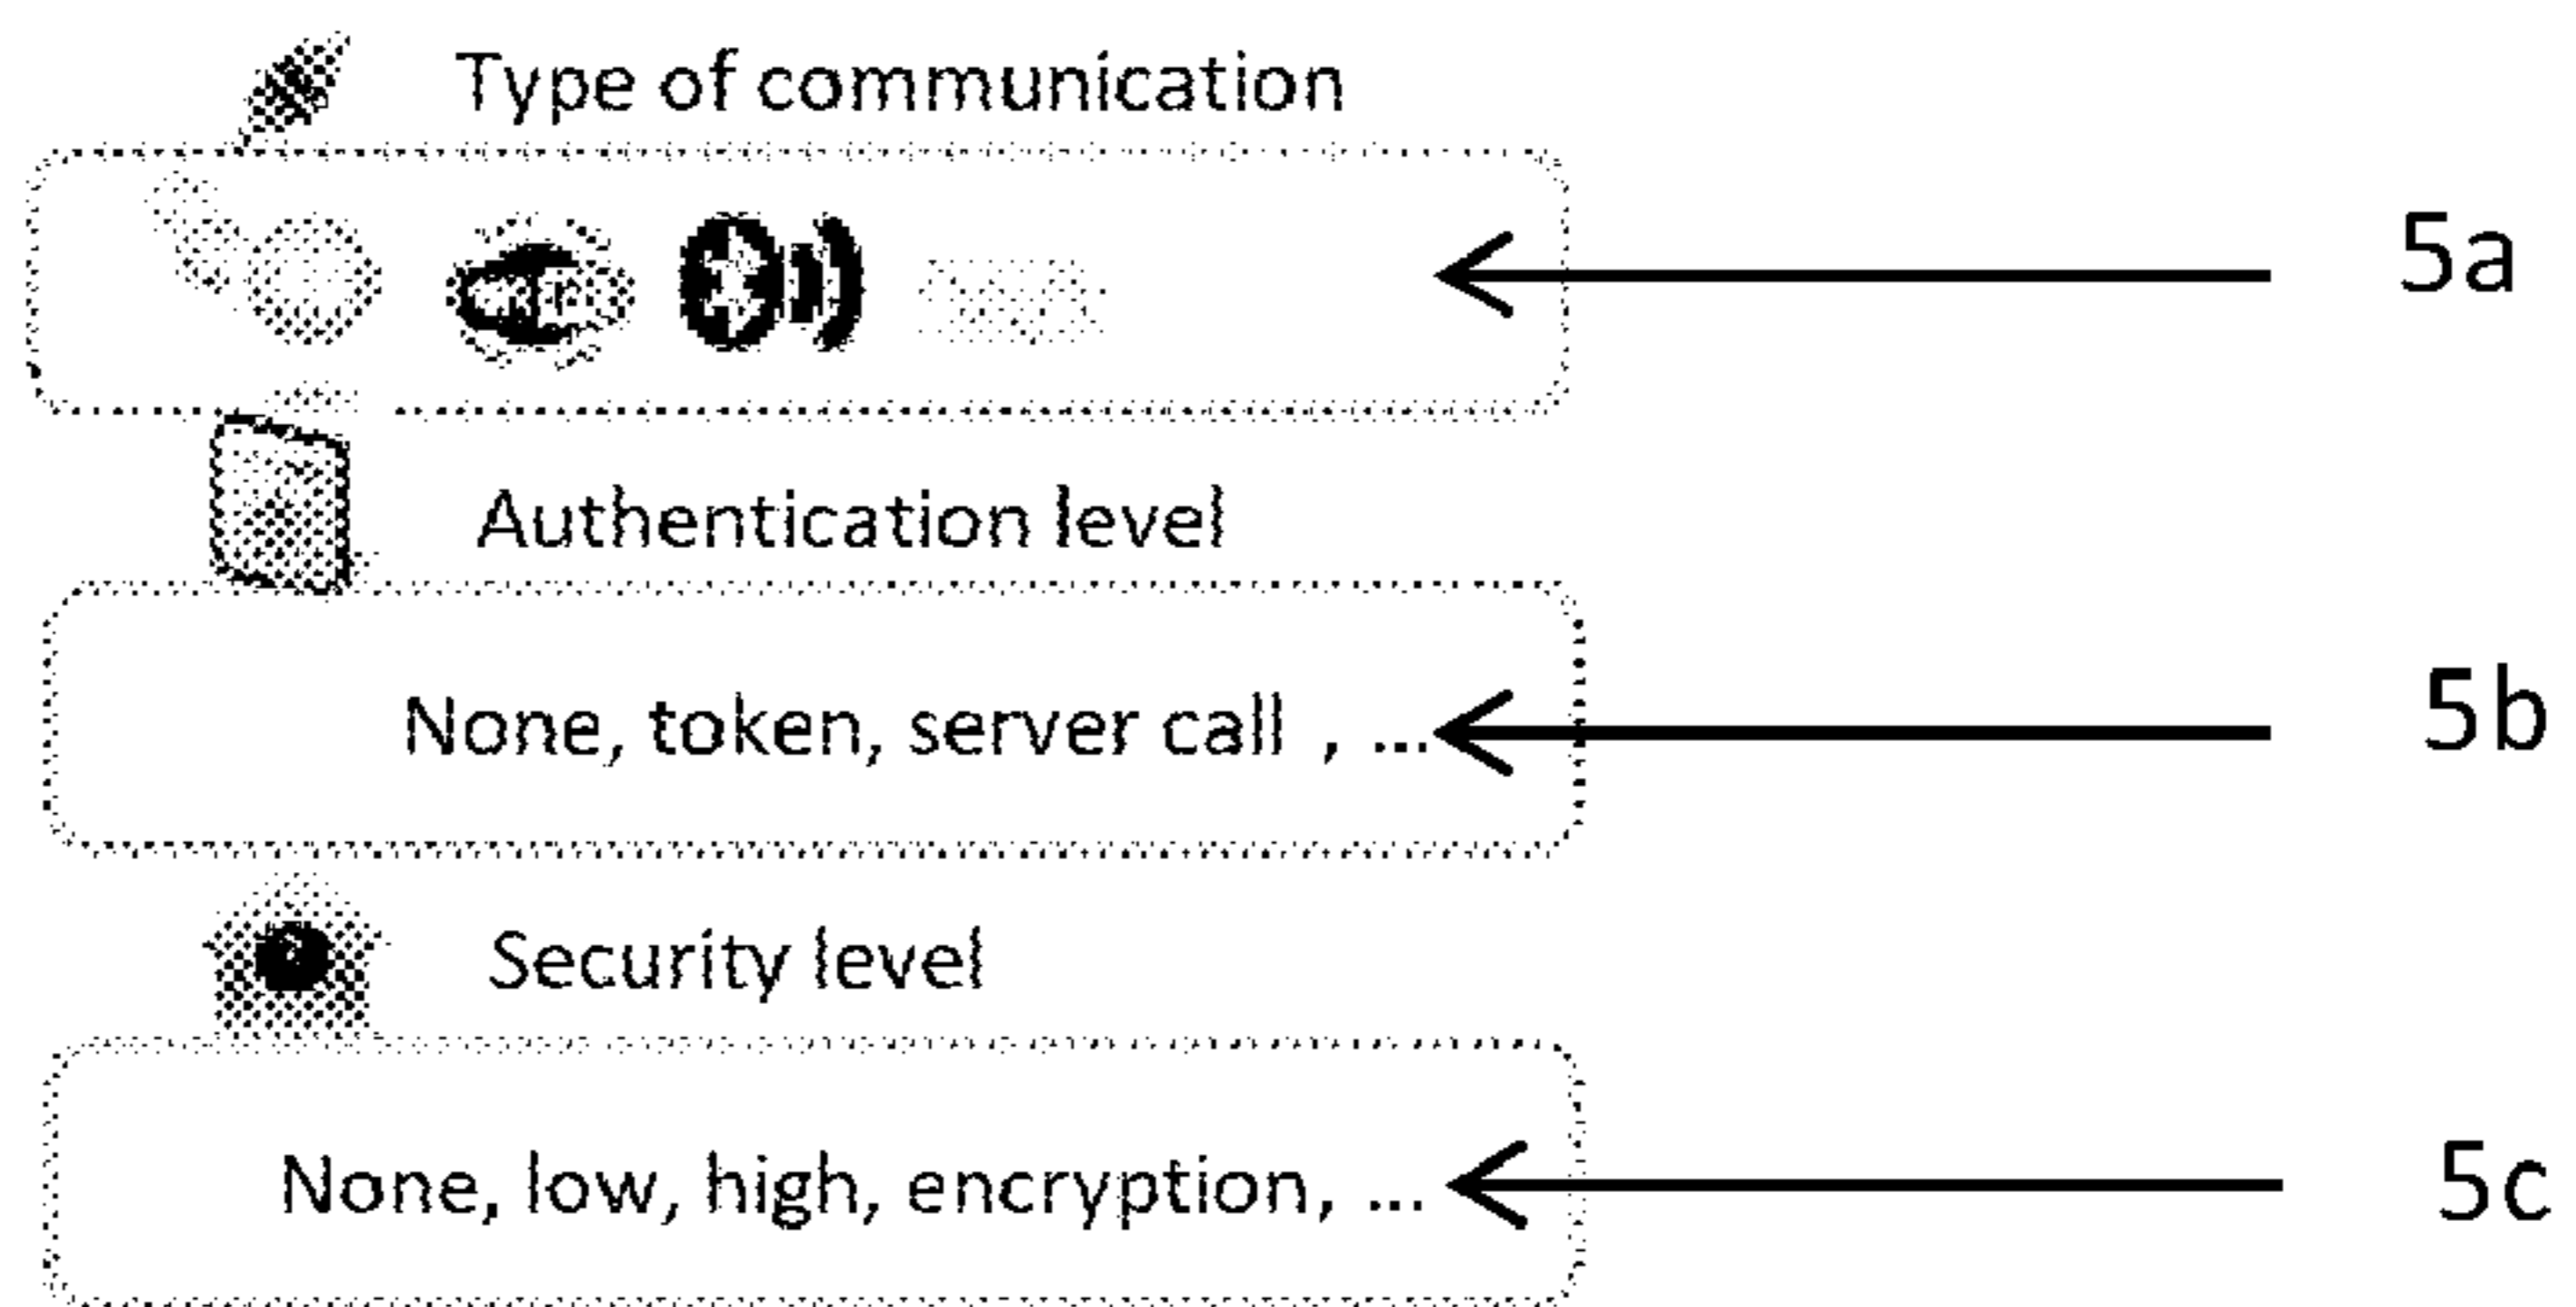 Type of communication
5a
Authentication level
None, token, server call , ...
5b
Security level
None, low, high, encryption, ...
5c